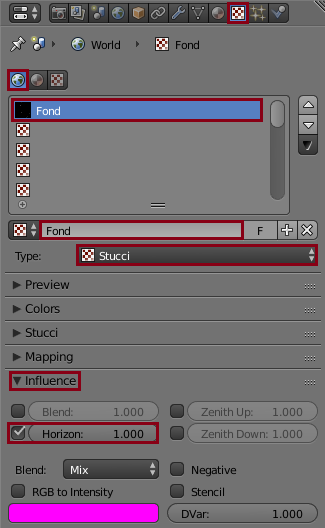 World Fond
Fond
Fond F
Type: Stucci
Preview
Colors
Stucci
Mapping
Influence
Blend: 1.000 Zenith Up: 1.000
Horizon: 1.000 Zenith Down: 1.000
Blend: Mix Negative
RGB to Intensity Stencil
DVar: 1.000